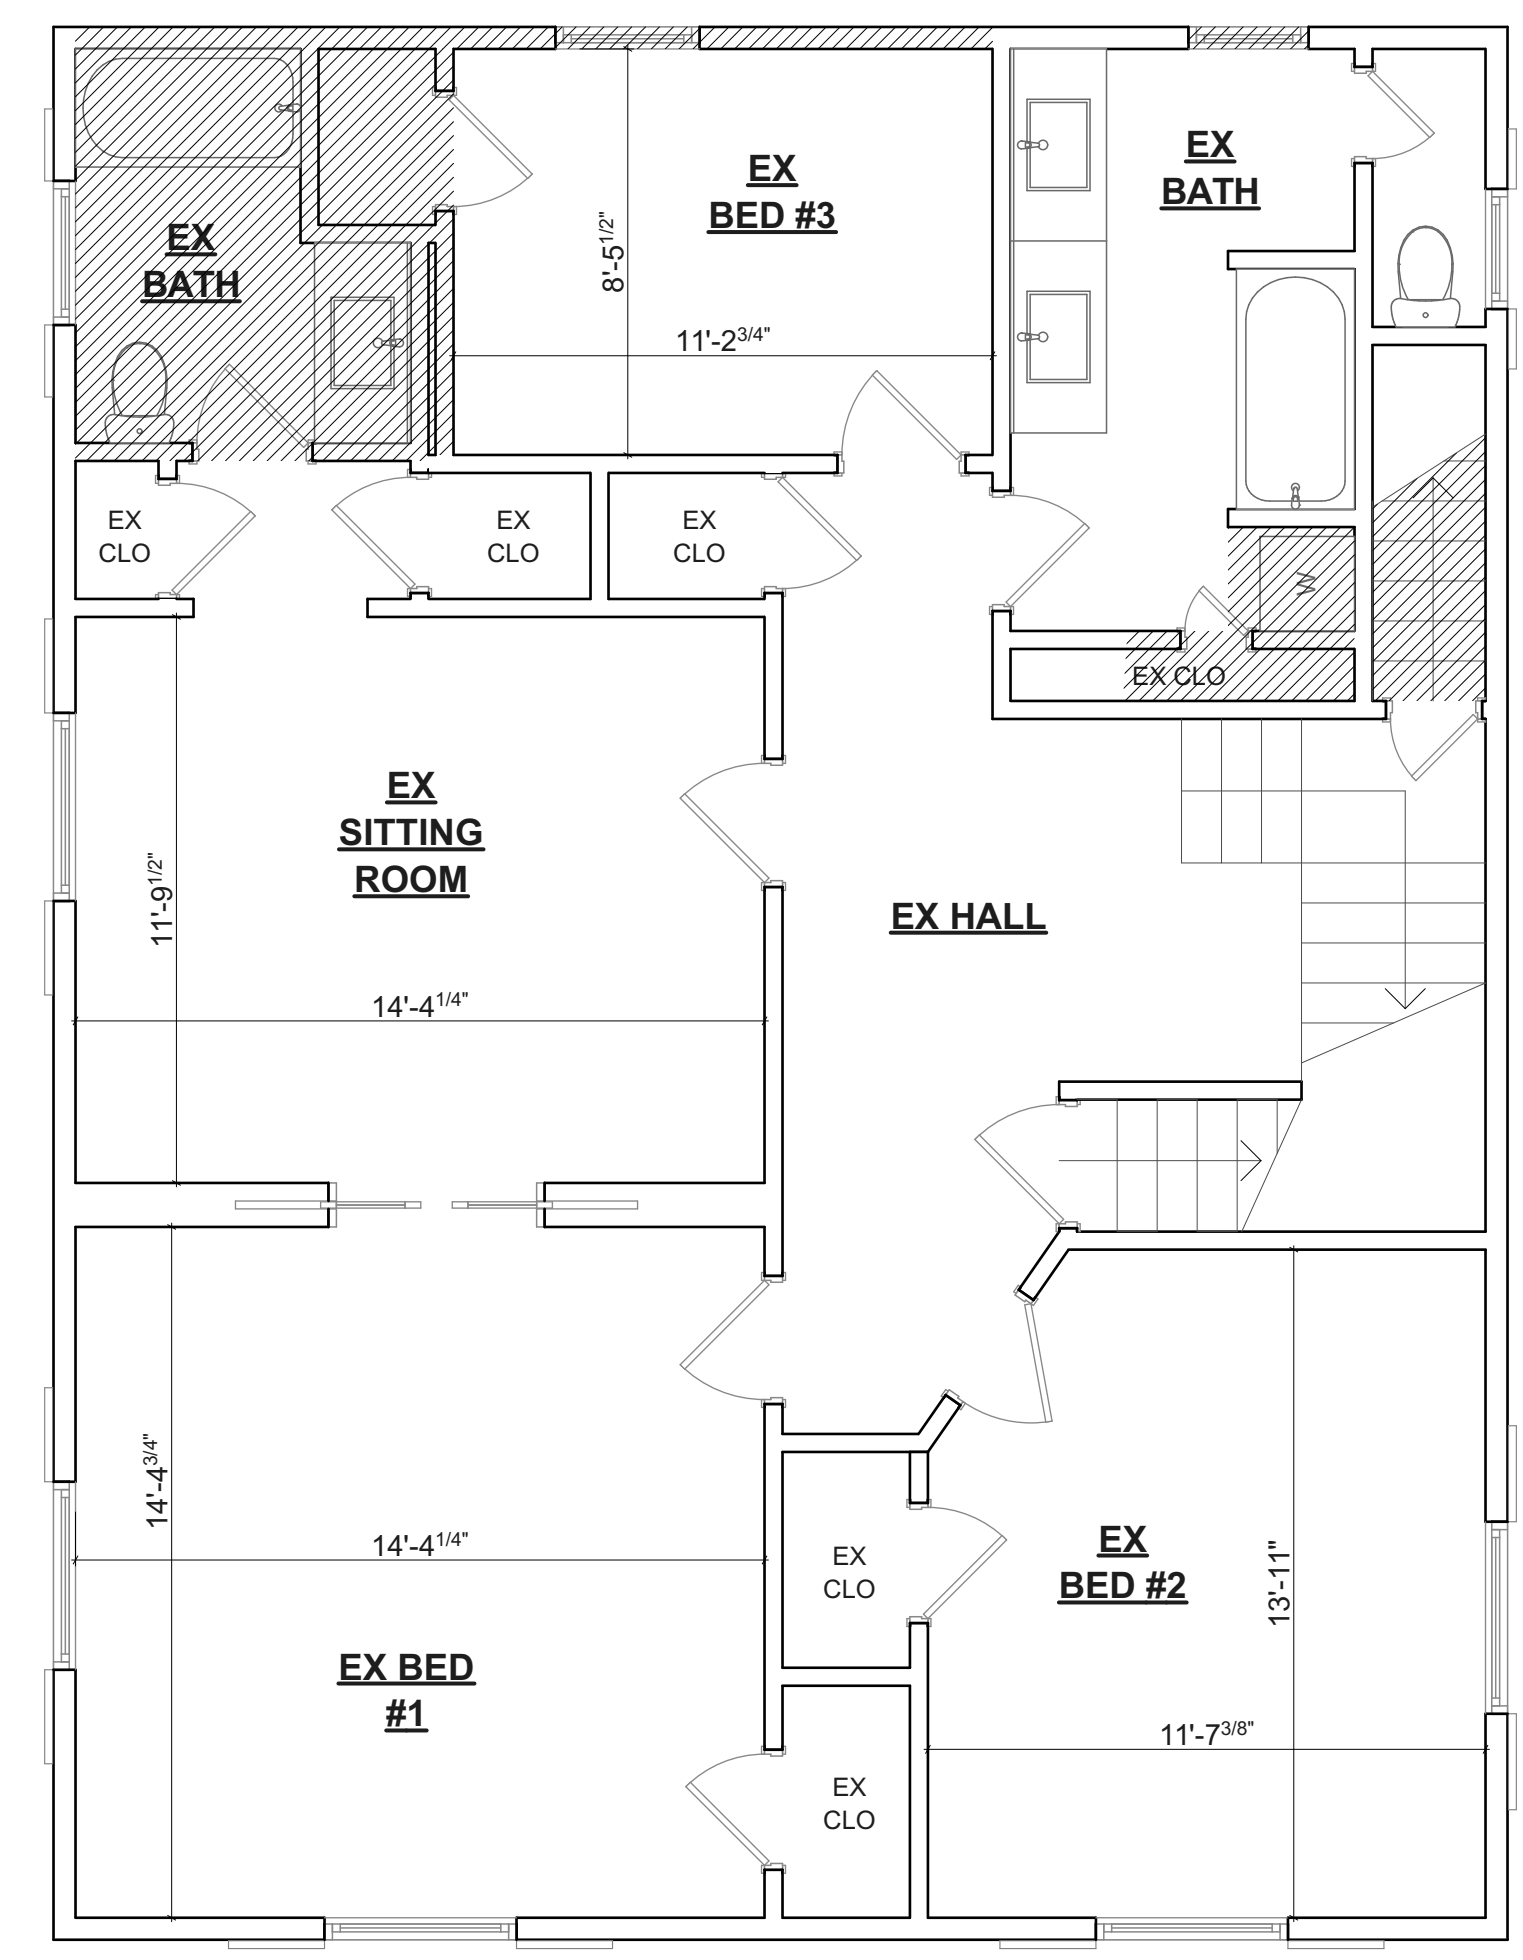 EX
BED #3
EX
BATH
EX
BATH
8'-5 1/2"
11'-2 3/4"
EX
CLO
EX
CLO
EX
CLO
W
EX CLO
EX
SITTING
ROOM
11'-9 1/2"
14'-4 1/4"
EX HALL
14'-4 3/4"
14'-4 1/4"
EX
CLO
EX
BED #2
13'-11"
EX BED
#1
11'-7 3/8"
EX
CLO